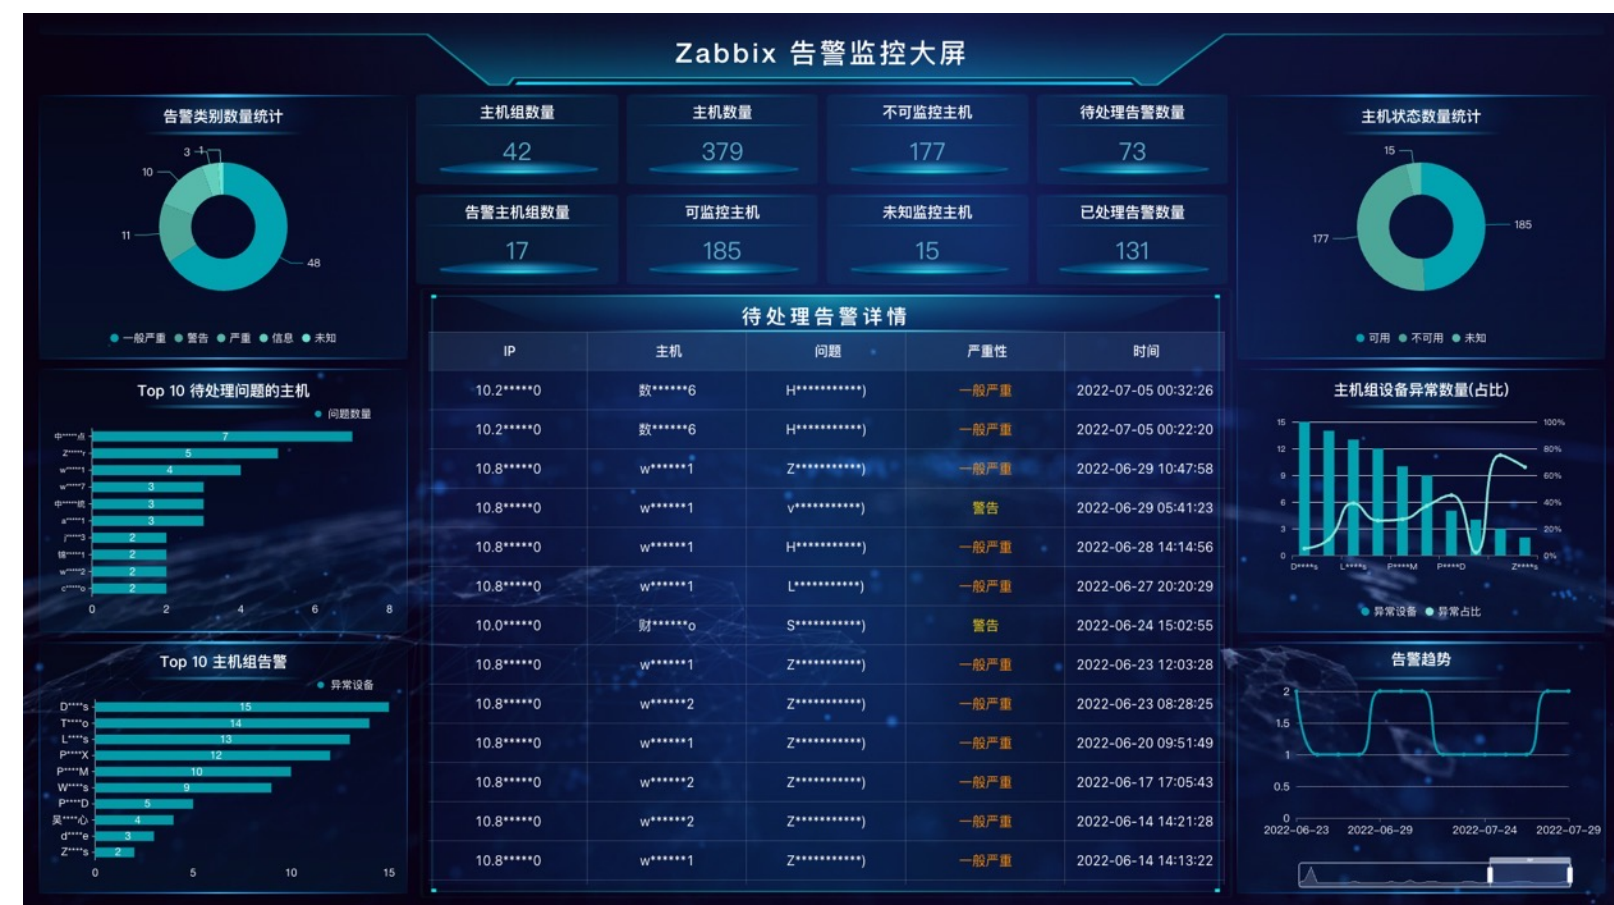 Zabbix 告警监控大屏
告警类别数量统计
3
1
10
11
48
一般严重 警告 严重 信息 未知
主机组数量
42
主机数量
379
不可监控主机
177
待处理告警数量
73
告警主机组数量
17
可监控主机
185
未知监控主机
15
已处理告警数量
131
主机状态数量统计
15
177
185
可用 不可用 未知
Top 10 待处理问题的主机
问题数量
中*****点 7
Z*****r 5
w*****1 4
w*****7 3
中*****统 3
a*****1 3
j*****3 2
锦*****1 2
w*****2 2
c*****o 2
0 2 4 6 8
Top 10 主机组告警
异常设备
D****s 15
T****o 14
L****s 13
P****X 12
P****M 10
W****s 9
P****D 5
吴****心 4
d****e 3
Z****s 2
0 5 10 15
待处理告警详情
IP 主机 问题 严重性 时间
10.2*****0 数******6 H***********) 一般严重 2022-07-05 00:32:26
10.2*****0 数******6 H***********) 一般严重 2022-07-05 00:22:20
10.8*****0 w******1 Z***********) 一般严重 2022-06-29 10:47:58
10.8*****0 w******1 v***********) 警告 2022-06-29 05:41:23
10.8*****0 w******1 H***********) 一般严重 2022-06-28 14:14:56
10.8*****0 w******1 L***********) 一般严重 2022-06-27 20:20:29
10.0*****0 财******o S***********) 警告 2022-06-24 15:02:55
10.8*****0 w******1 Z***********) 一般严重 2022-06-23 12:03:28
10.8*****0 w******2 Z***********) 一般严重 2022-06-23 08:28:25
10.8*****0 w******1 Z***********) 一般严重 2022-06-20 09:51:49
10.8*****0 w******2 Z***********) 一般严重 2022-06-17 17:05:43
10.8*****0 w******2 Z***********) 一般严重 2022-06-14 14:21:28
10.8*****0 w******1 Z***********) 一般严重 2022-06-14 14:13:22
主机组设备异常数量(占比)
15 100%
12 80%
9 60%
6 40%
3 20%
0 0%
D****s L****s P****M P****D Z****s
异常设备 异常占比
告警趋势
2
1.5
1
0.5
0
2022-06-23 2022-06-29 2022-07-24 2022-07-29